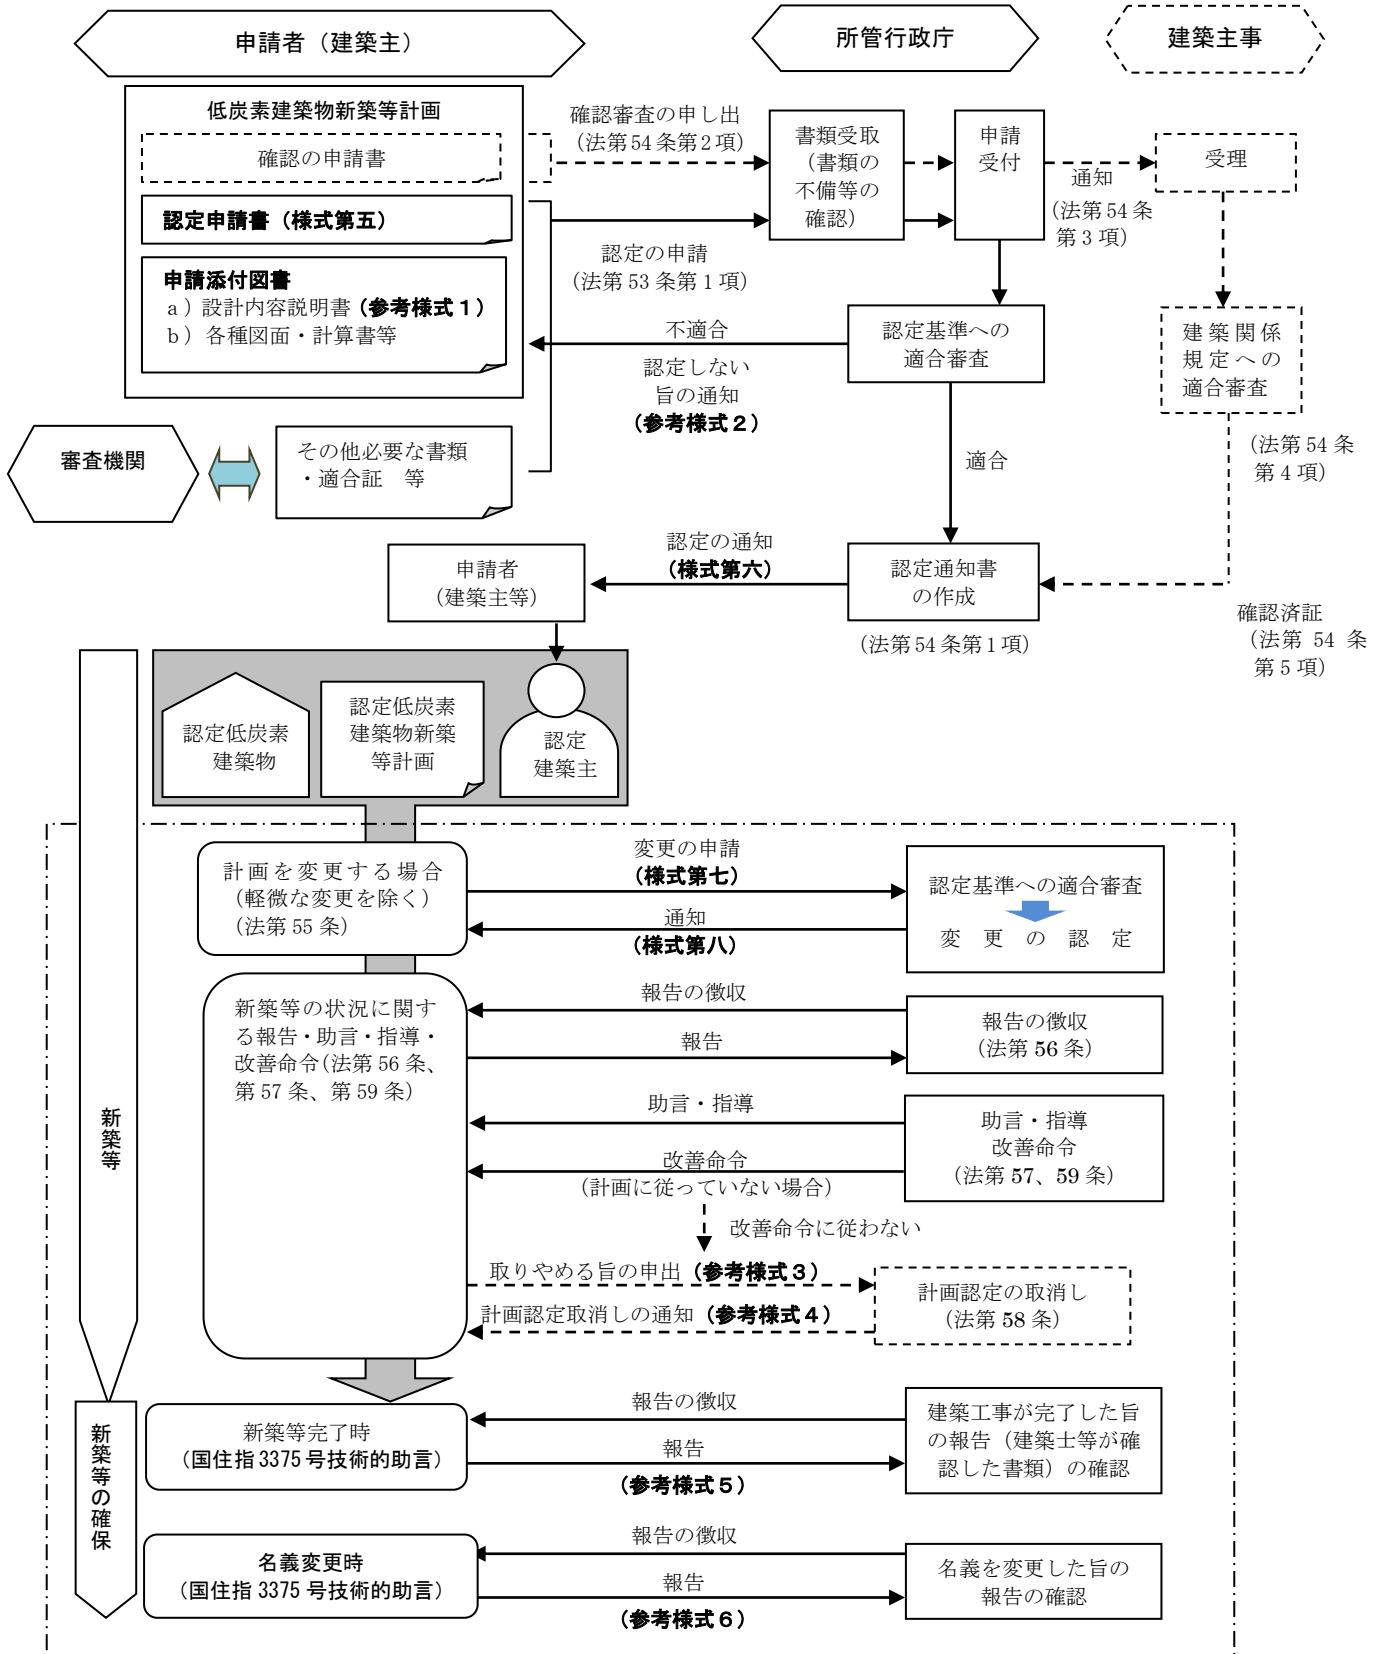 申請者（建築主）
所管行政庁
建築主事
低炭素建築物新築等計画
確認の申請書
認定申請書（様式第五）
申請添付図書
a）設計内容説明書（参考様式１）
b）各種図面・計算書等
確認審査の申し出
（法第54条第2項）
認定の申請
（法第53条第1項）
書類受取
（書類の
不備等の
確認）
申請
受付
通知
（法第54条
第3項）
受理
不適合
認定しない
旨の通知
（参考様式２）
認定基準への
適合審査
建築関係
規定への
適合審査
審査機関
その他必要な書類
・適合証　等
適合
（法第54条
第4項）
申請者
（建築主等）
認定の通知
（様式第六）
認定通知書
の作成
（法第54条第1項）
確認済証
（法第 54 条
第5項）
認定低炭素
建築物
認定低炭素
建築物新築
等計画
認定
建築主
計画を変更する場合
（軽微な変更を除く）
（法第55条）
変更の申請
（様式第七）
通知
（様式第八）
認定基準への適合審査
変　更　の　認　定
新築等の状況に関す
る報告・助言・指導・
改善命令(法第56条、
第57条、第59条）
報告の徴収
報告
報告の徴収
（法第56条）
新築等
助言・指導
改善命令
（計画に従っていない場合）
助言・指導
改善命令
（法第57、59条）
改善命令に従わない
取りやめる旨の申出（参考様式３）
計画認定取消しの通知（参考様式４）
計画認定の取消し
（法第58条）
新築等の確保
新築等完了時
（国住指3375号技術的助言）
報告の徴収
報告
（参考様式５）
建築工事が完了した旨
の報告（建築士等が確
認した書類）の確認
名義変更時
（国住指3375号技術的助言）
報告の徴収
報告
（参考様式６）
名義を変更した旨の
報告の確認